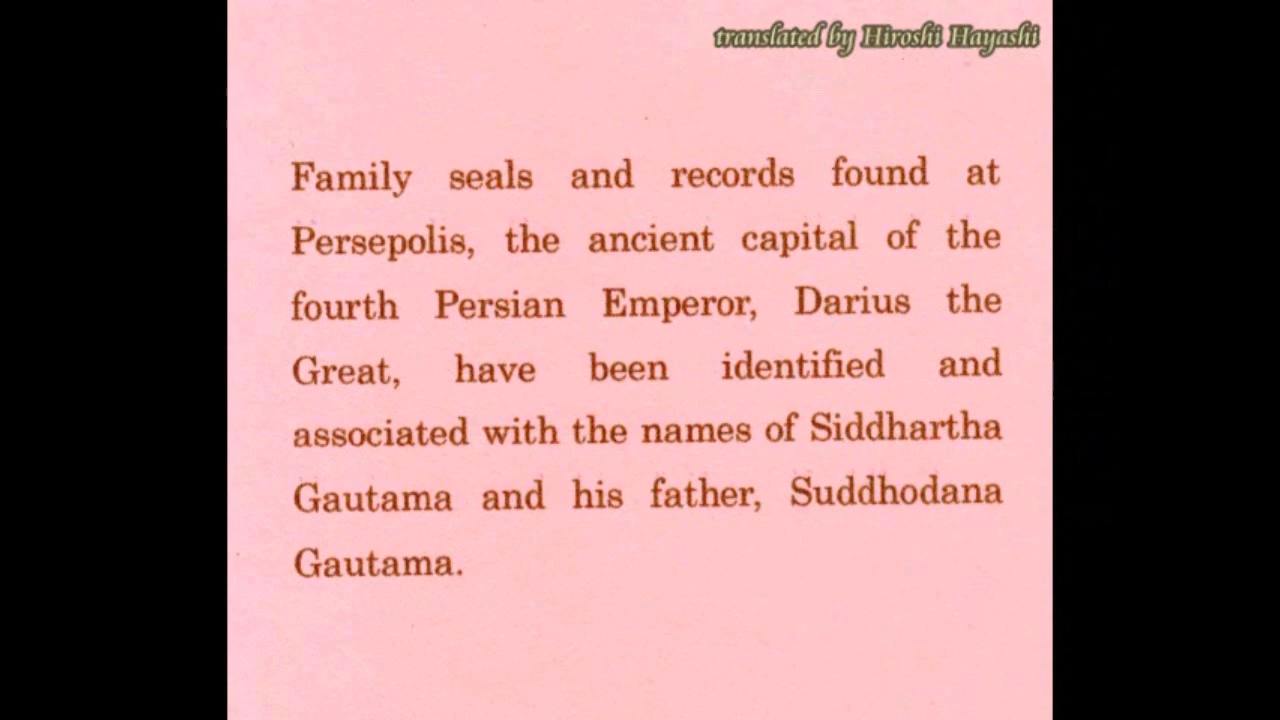 translated by Hiroshi Hayashi
Family seals and records found at
Persepolis, the ancient capital of the
fourth Persian Emperor, Darius the
Great, have been identified and
associated with the names of Siddhartha
Gautama and his father, Suddhodana
Gautama.